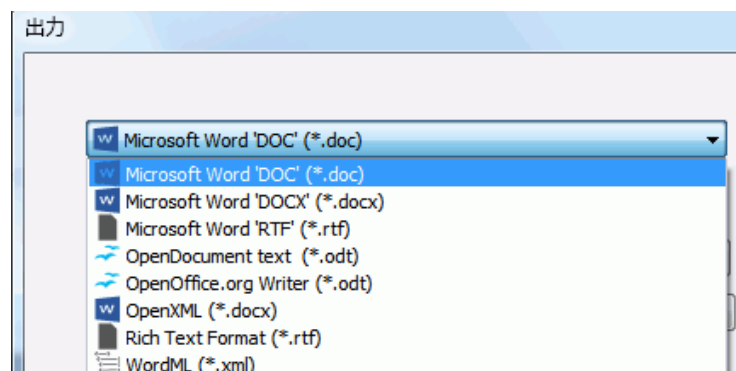 出力
Microsoft Word 'DOC' (*.doc)
Microsoft Word 'DOC' (*.doc)
Microsoft Word 'DOCX' (*.docx)
Microsoft Word 'RTF' (*.rtf)
OpenDocument text (*.odt)
OpenOffice.org Writer (*.odt)
OpenXML (*.docx)
Rich Text Format (*.rtf)
WordML (*.xml)